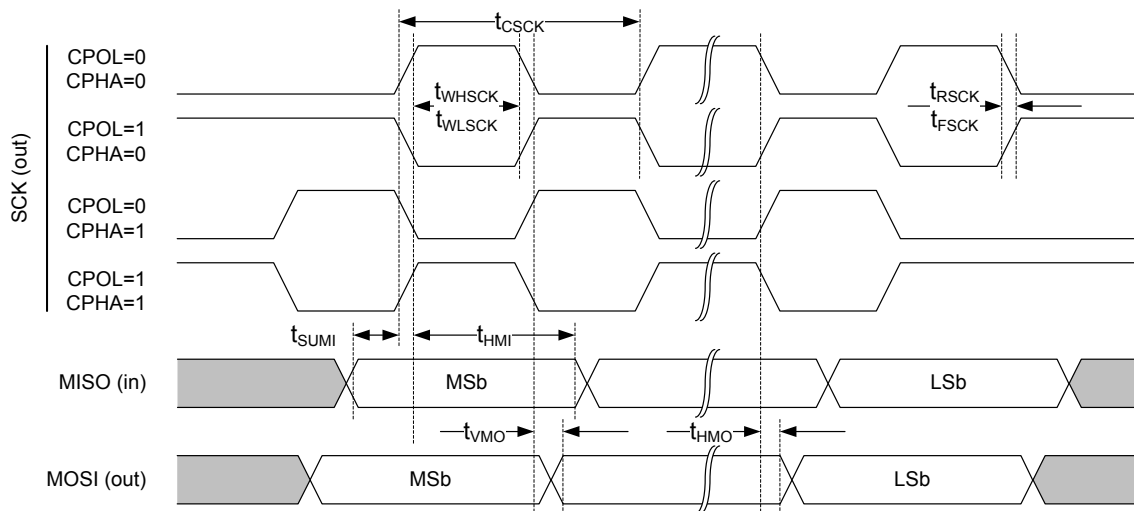 tCSCK
SCK (out)
CPOL=0
CPHA=0
tWHSCK
tWLSCK
tRSCK
tFSCK
CPOL=1
CPHA=0
CPOL=0
CPHA=1
CPOL=1
CPHA=1
tSUMI
tHMI
MISO (in)
MSb
LSb
tVMO
tHMO
MOSI (out)
MSb
LSb